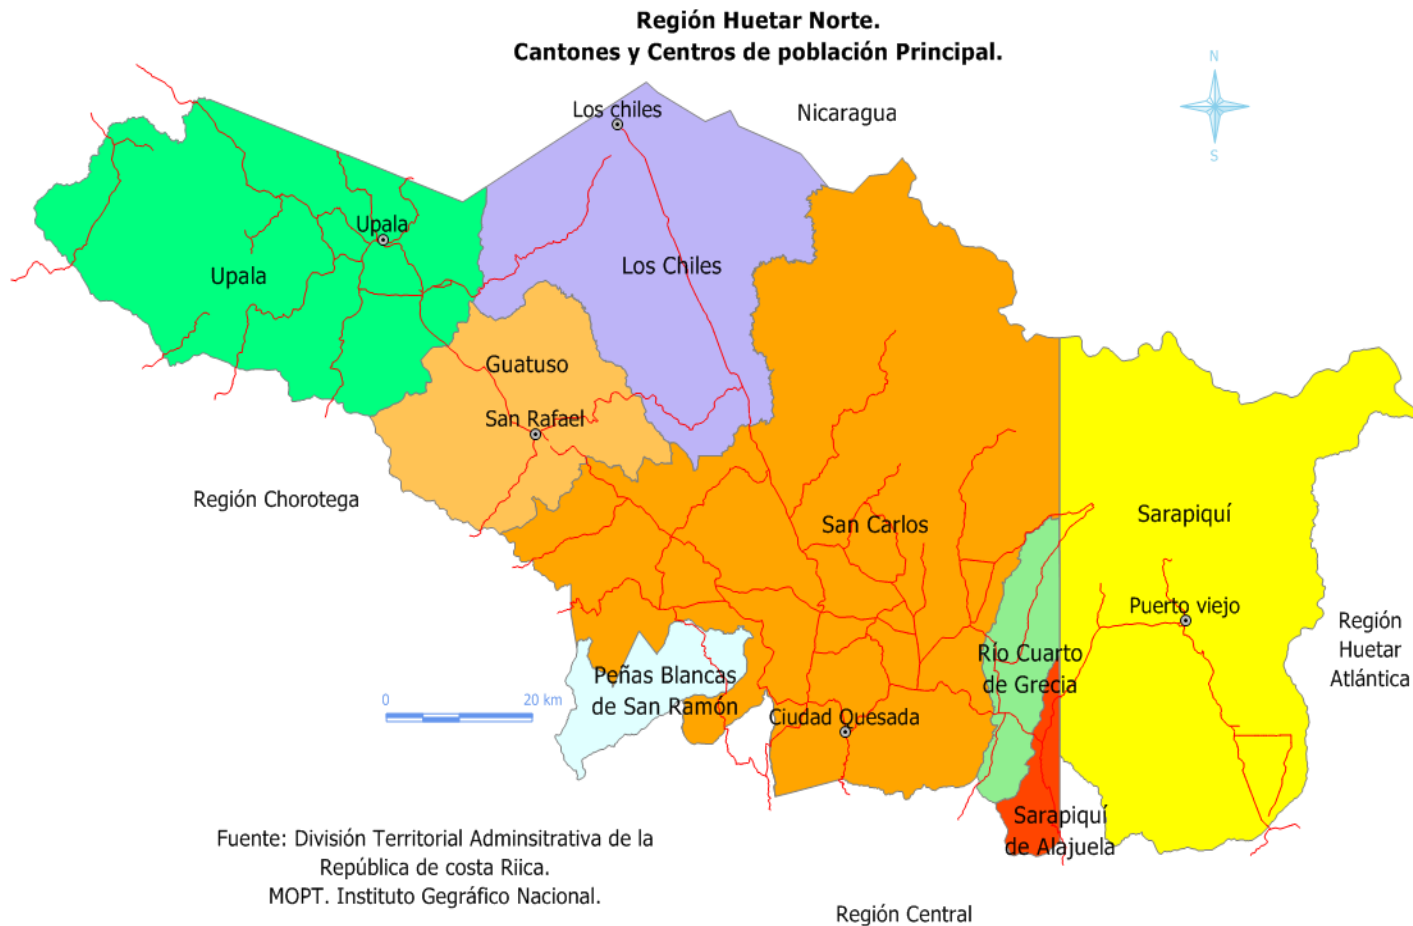 Región Huetar Norte.
Cantones y Centros de población Principal.
N
S
Nicaragua
Los chiles
Upala
Upala
Los Chiles
Guatuso
San Rafael
Región Chorotega
San Carlos
Sarapiquí
Puerto viejo
Región
Huetar
Atlántica
Río Cuarto
de Grecia
Peñas Blancas
de San Ramón
0 20 km
Ciudad Quesada
Sarapiquí
de Alajuela
Fuente: División Territorial Adminsitrativa de la
República de costa Riica.
MOPT. Instituto Gegráfico Nacional.
Región Central